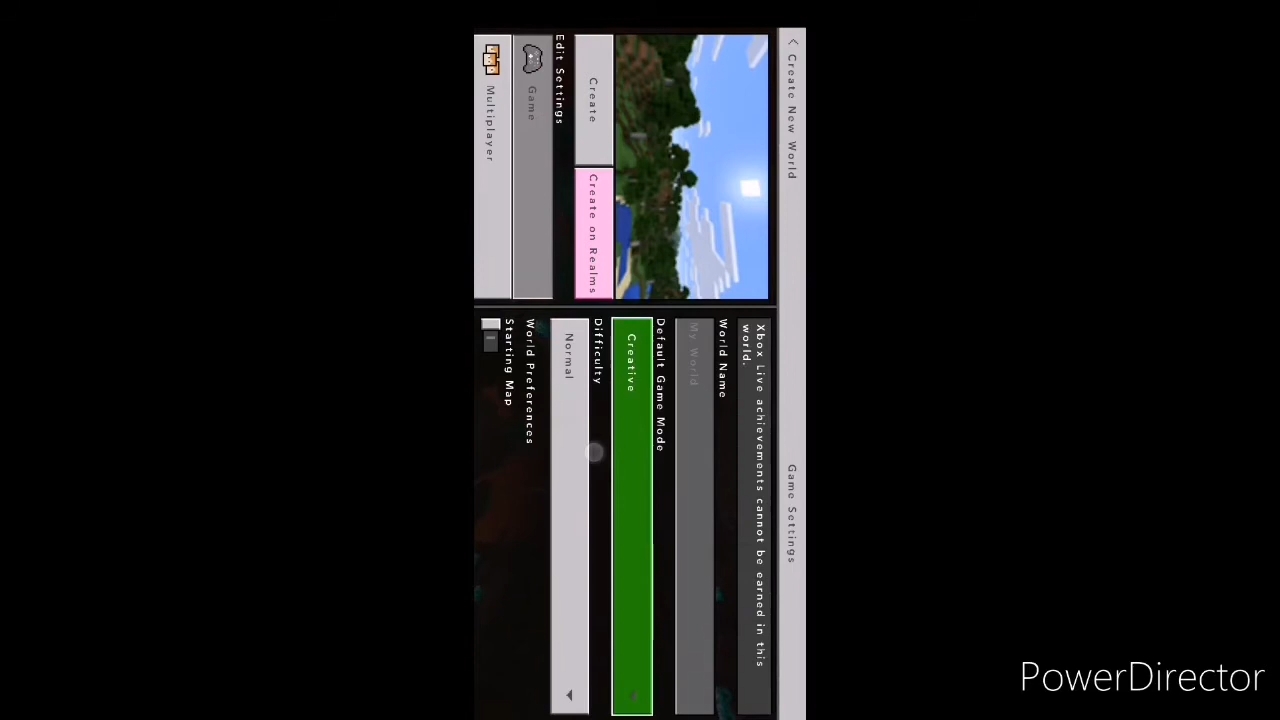 Create New World
Game Settings
Create
Create on Realms
Edit Settings
Game
Multiplayer
Xbox Live achievements cannot be earned in this
world.
World Name
My World
Default Game Mode
Creative
Difficulty
Normal
World Preferences
Starting Map
PowerDirector